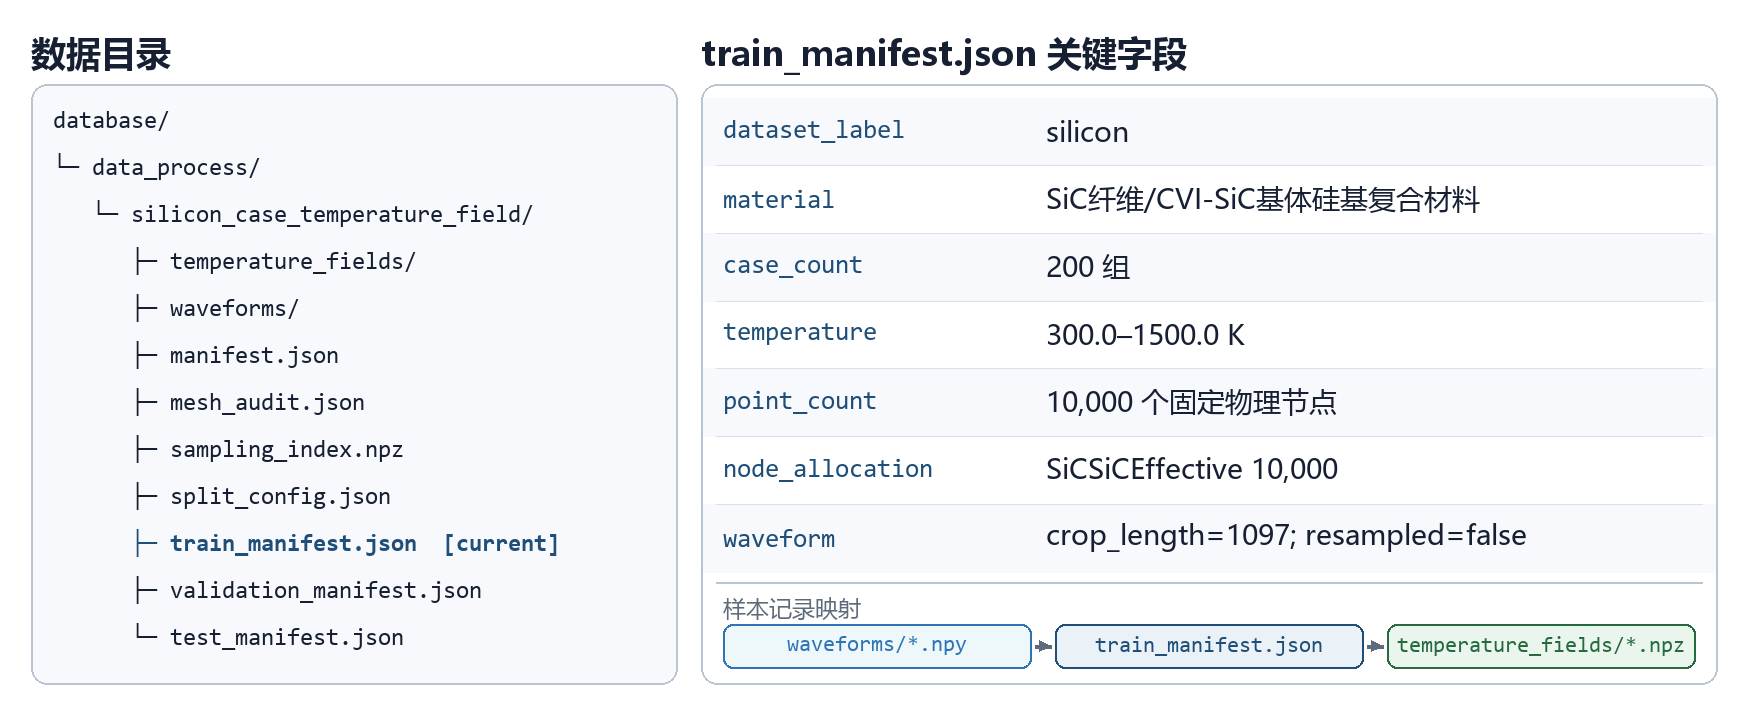 数据目录
database/
└─ data_process/
└─ silicon_case_temperature_field/
├─ temperature_fields/
├─ waveforms/
├─ manifest.json
├─ mesh_audit.json
├─ sampling_index.npz
├─ split_config.json
├─ train_manifest.json [current]
├─ validation_manifest.json
└─ test_manifest.json
train_manifest.json 关键字段
dataset_label silicon
material SiC纤维/CVI-SiC基体硅基复合材料
case_count 200 组
temperature 300.0–1500.0 K
point_count 10,000 个固定物理节点
node_allocation SiCSiCEffective 10,000
waveform crop_length=1097; resampled=false
样本记录映射
waveforms/*.npy train_manifest.json temperature_fields/*.npz